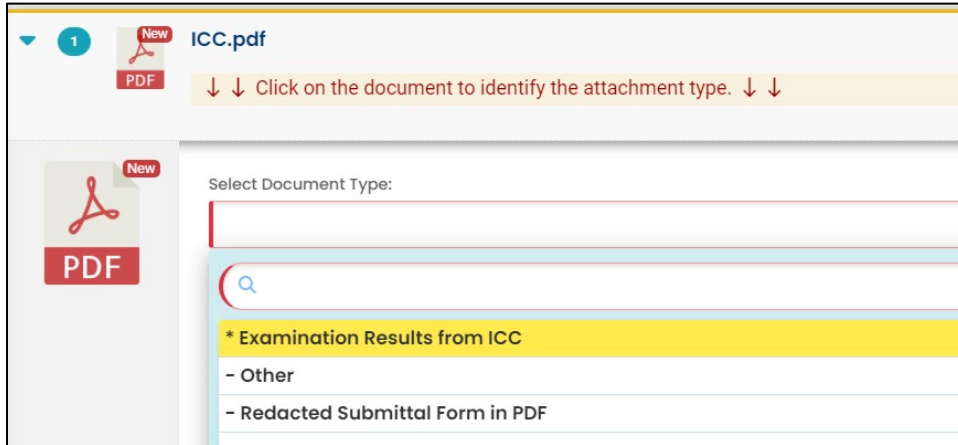 1
New
PDF
ICC.pdf
↓ ↓ Click on the document to identify the attachment type. ↓ ↓
New
PDF
Select Document Type:
* Examination Results from ICC
- Other
- Redacted Submittal Form in PDF